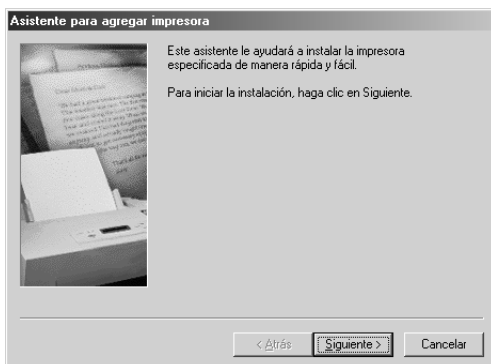 Asistente para agregar impresora
Este asistente le ayudará a instalar la impresora
especificada de manera rápida y fácil.
Para iniciar la instalación, haga clic en Siguiente.
< Atrás
Siguiente >
Cancelar